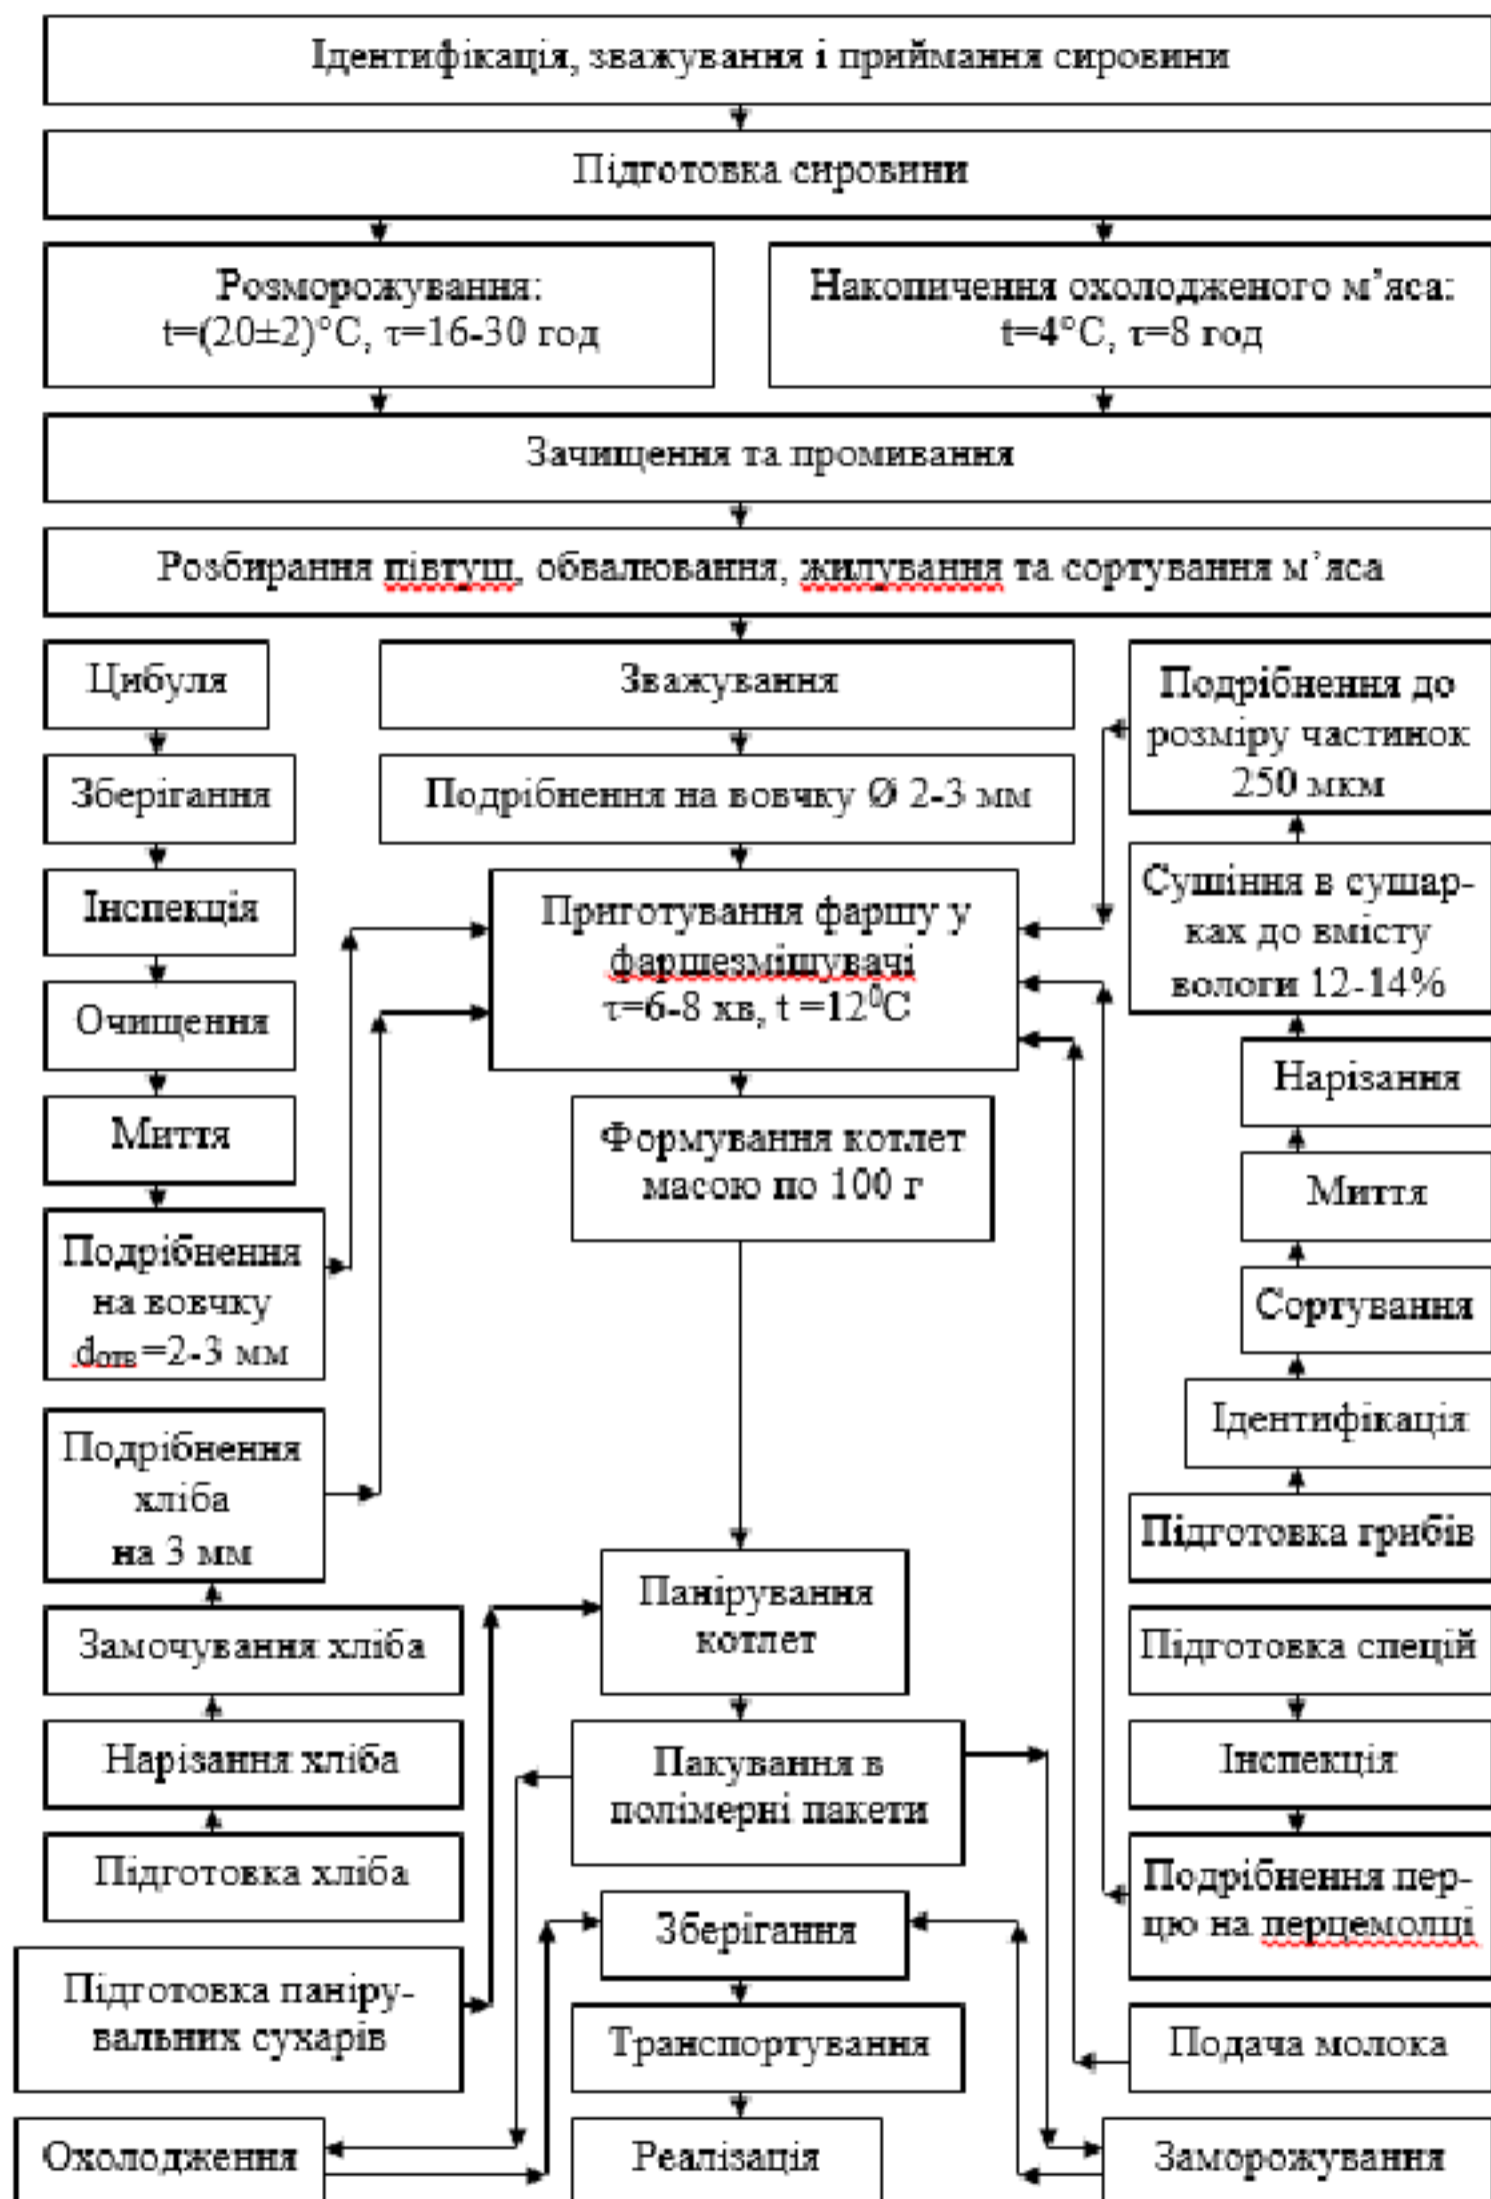 Ідентифікація, зважування і приймання сировини
Підготовка сировини
Розморожування:
t=(20±2)°C, τ=16-30 год
Накопичення охолодженого м’яса:
t=4°C, τ=8 год
Зачищення та промивання
Розбирання півтуш, обвалювання, жилування та сортування м’яса
Цибуля
Зберігання
Інспекція
Очищення
Миття
Подрібнення
на вовчку
dотв=2-3 мм
Подрібнення
хліба
на 3 мм
Замочування хліба
Нарізання хліба
Підготовка хліба
Підготовка паніру-
вальних сухарів
Охолодження
Зважування
Подрібнення на вовчку Ø 2-3 мм
Приготування фаршу у
фаршезмішувачі
τ=6-8 хв, t =12⁰C
Формування котлет
масою по 100 г
Панірування
котлет
Пакування в
полімерні пакети
Зберігання
Транспортування
Реалізація
Подрібнення до
розміру частинок
250 мкм
Сушіння в сушар-
ках до вмісту
вологи 12-14%
Нарізання
Миття
Сортування
Ідентифікація
Підготовка грибів
Підготовка спецій
Інспекція
Подрібнення пер-
цю на перцемолці
Подача молока
Заморожування